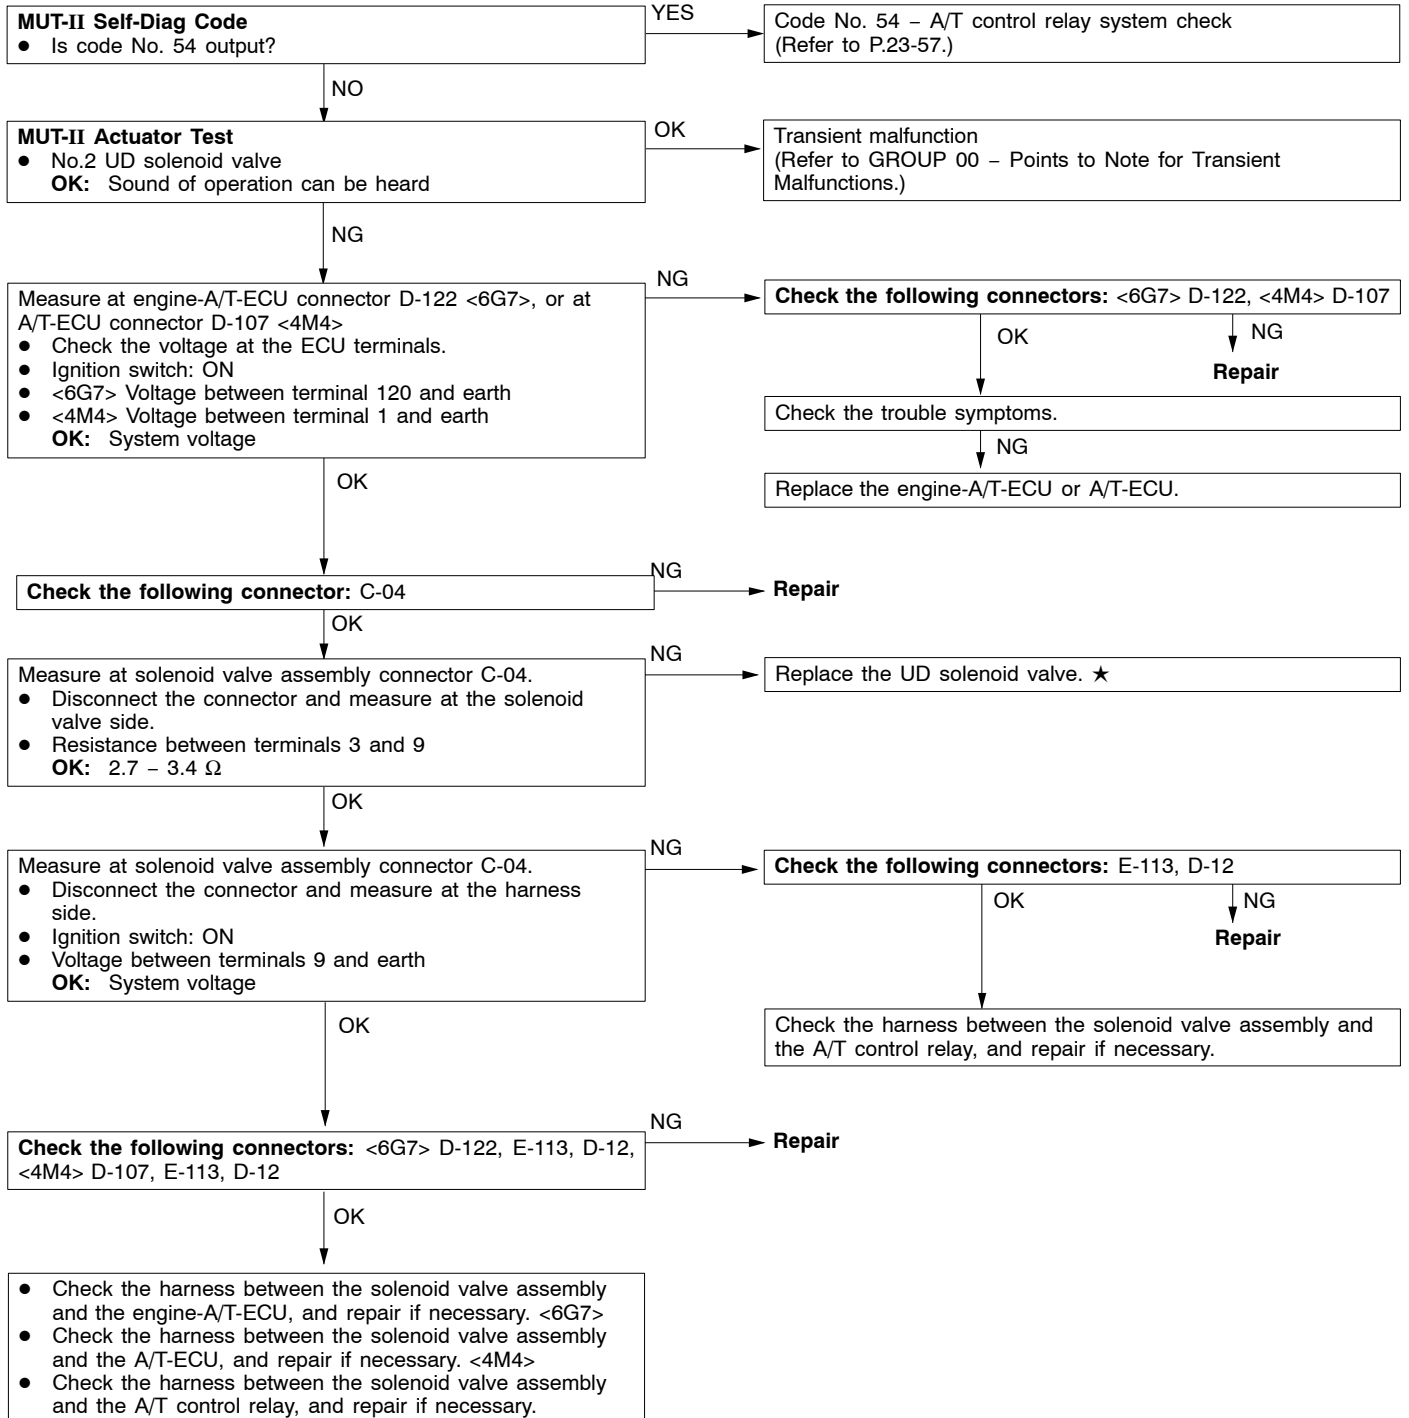 MUT-II Self-Diag Code
● Is code No. 54 output?
YES
Code No. 54 – A/T control relay system check
(Refer to P.23-57.)
NO
MUT-II Actuator Test
● No.2 UD solenoid valve
OK: Sound of operation can be heard
OK
Transient malfunction
(Refer to GROUP 00 – Points to Note for Transient
Malfunctions.)
NG
Measure at engine-A/T-ECU connector D-122 <6G7>, or at
A/T-ECU connector D-107 <4M4>
● Check the voltage at the ECU terminals.
● Ignition switch: ON
● <6G7> Voltage between terminal 120 and earth
● <4M4> Voltage between terminal 1 and earth
OK: System voltage
NG
Check the following connectors: <6G7> D-122, <4M4> D-107
OK
NG
Repair
Check the trouble symptoms.
NG
Replace the engine-A/T-ECU or A/T-ECU.
OK
Check the following connector: C-04
NG
Repair
OK
Measure at solenoid valve assembly connector C-04.
● Disconnect the connector and measure at the solenoid
valve side.
● Resistance between terminals 3 and 9
OK: 2.7 – 3.4 Ω
NG
Replace the UD solenoid valve. ★
OK
Measure at solenoid valve assembly connector C-04.
● Disconnect the connector and measure at the harness
side.
● Ignition switch: ON
● Voltage between terminals 9 and earth
OK: System voltage
NG
Check the following connectors: E-113, D-12
OK
NG
Repair
Check the harness between the solenoid valve assembly and
the A/T control relay, and repair if necessary.
OK
Check the following connectors: <6G7> D-122, E-113, D-12,
<4M4> D-107, E-113, D-12
NG
Repair
OK
● Check the harness between the solenoid valve assembly
and the engine-A/T-ECU, and repair if necessary. <6G7>
● Check the harness between the solenoid valve assembly
and the A/T-ECU, and repair if necessary. <4M4>
● Check the harness between the solenoid valve assembly
and the A/T control relay, and repair if necessary.